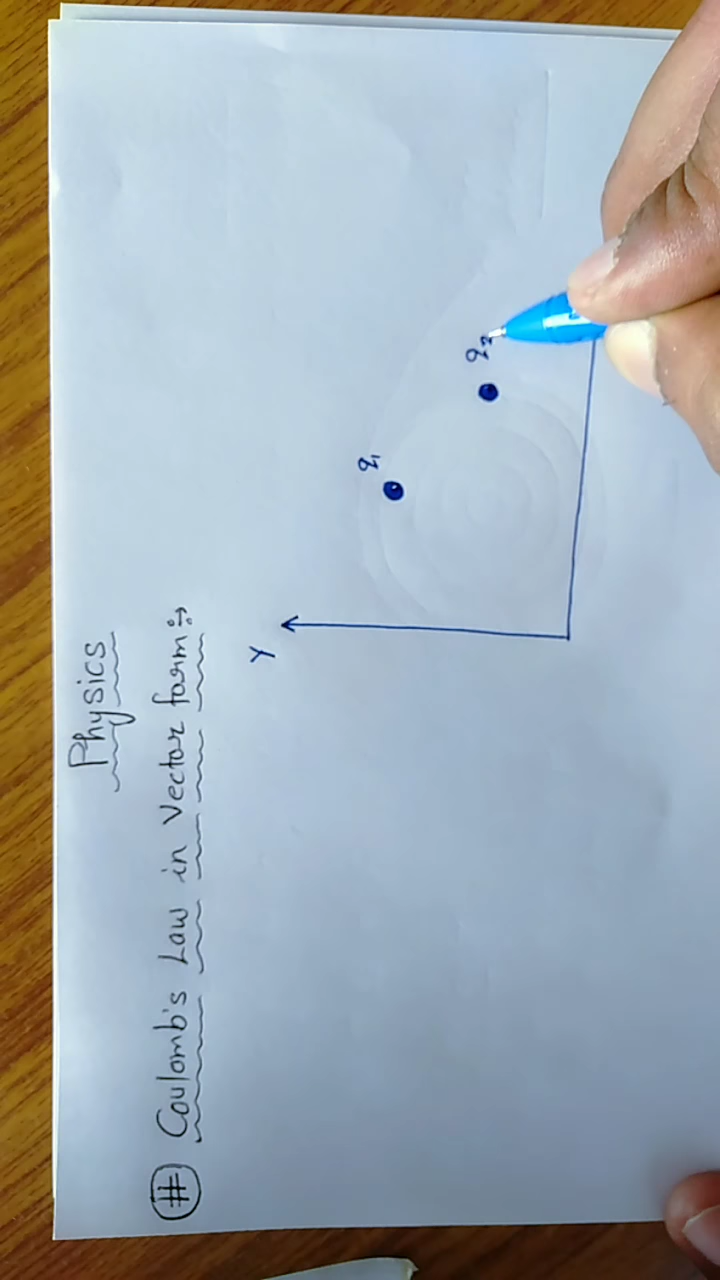 Physics
# Coulomb's Law in Vector form :→
Y
q₁
q₂